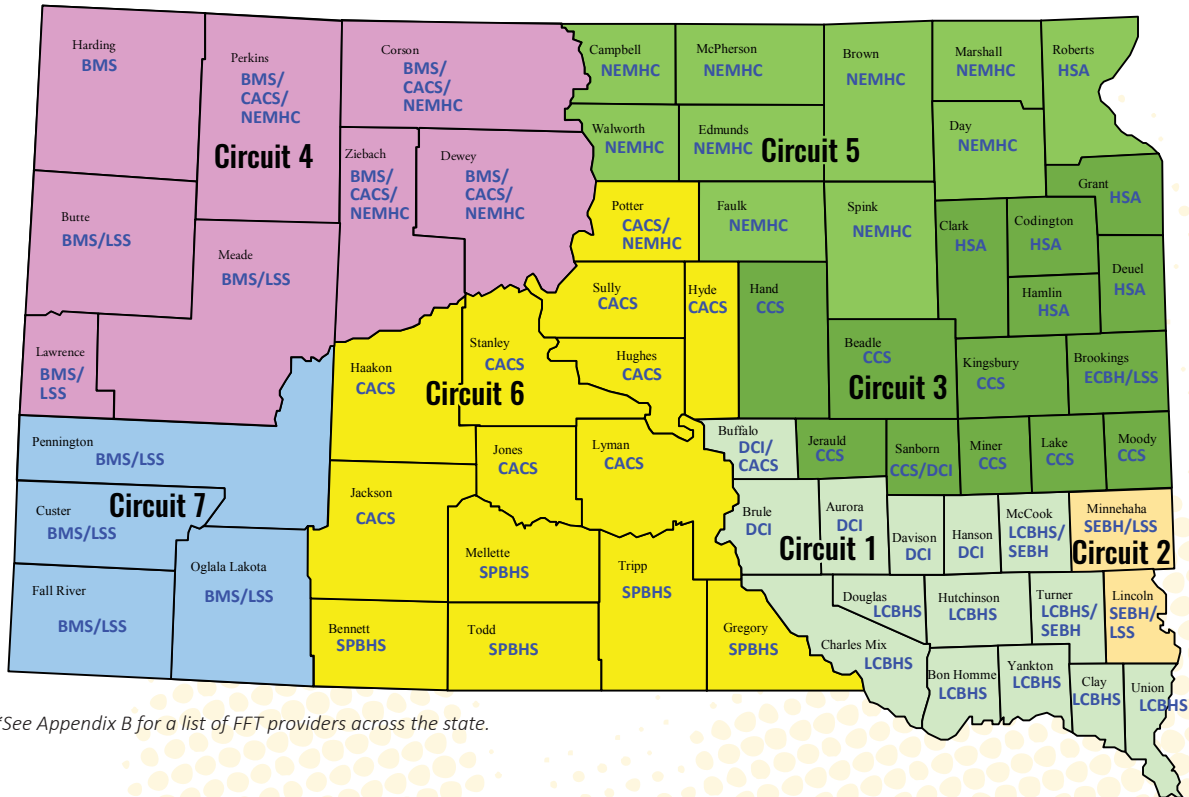 Harding
BMS
Perkins
BMS/
CACS/
NEMHC
Corson
BMS/
CACS/
NEMHC
Campbell
NEMHC
McPherson
NEMHC
Brown
NEMHC
Marshall
NEMHC
Roberts
HSA
Circuit 4
Ziebach
BMS/
CACS/
NEMHC
Dewey
BMS/
CACS/
NEMHC
Walworth
NEMHC
Edmunds
NEMHC
Circuit 5
Day
NEMHC
Grant
HSA
Butte
BMS/LSS
Meade
BMS/LSS
Potter
CACS/
NEMHC
Faulk
NEMHC
Spink
NEMHC
Clark
HSA
Codington
HSA
Deuel
HSA
Hamlin
HSA
Sully
CACS
Hyde
CACS
Hand
CCS
Lawrence
BMS/
LSS
Haakon
CACS
Stanley
CACS
Hughes
CACS
Circuit 6
Beadle
CCS
Circuit 3
Kingsbury
CCS
Brookings
ECBH/LSS
Pennington
BMS/LSS
Jones
CACS
Lyman
CACS
Buffalo
DCI/
CACS
Jerauld
CCS
Sanborn
CCS/DCI
Miner
CCS
Lake
CCS
Moody
CCS
Circuit 7
Custer
BMS/LSS
Jackson
CACS
Brule
DCI
Aurora
DCI
Circuit 1
Davison
DCI
Hanson
DCI
McCook
LCBHS/
SEBH
Minnehaha
SEBH/LSS
Circuit 2
Fall River
BMS/LSS
Oglala Lakota
BMS/LSS
Mellette
SPBHS
Tripp
SPBHS
Douglas
LCBHS
Hutchinson
LCBHS
Turner
LCBHS/
SEBH
Lincoln
SEBH/
LSS
Bennett
SPBHS
Todd
SPBHS
Gregory
SPBHS
Charles Mix
LCBHS
Bon Homme
LCBHS
Yankton
LCBHS
Clay
LCBHS
Union
LCBHS
*See Appendix B for a list of FFT providers across the state.